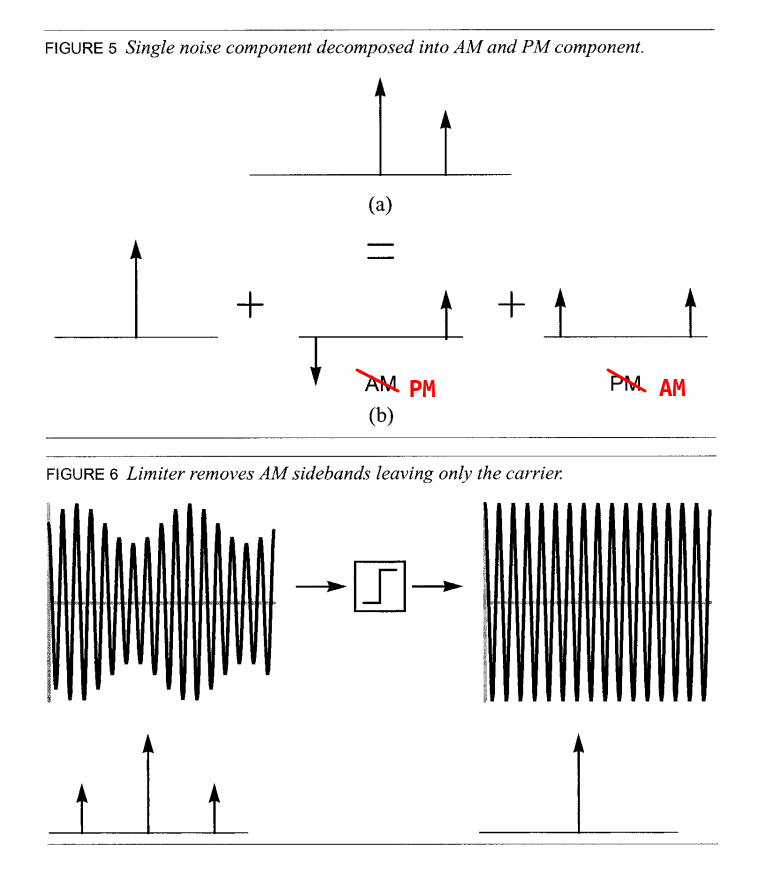 FIGURE 5 Single noise component decomposed into AM and PM component.
(a)
=
+ +
AM PM PM AM
(b)
FIGURE 6 Limiter removes AM sidebands leaving only the carrier.